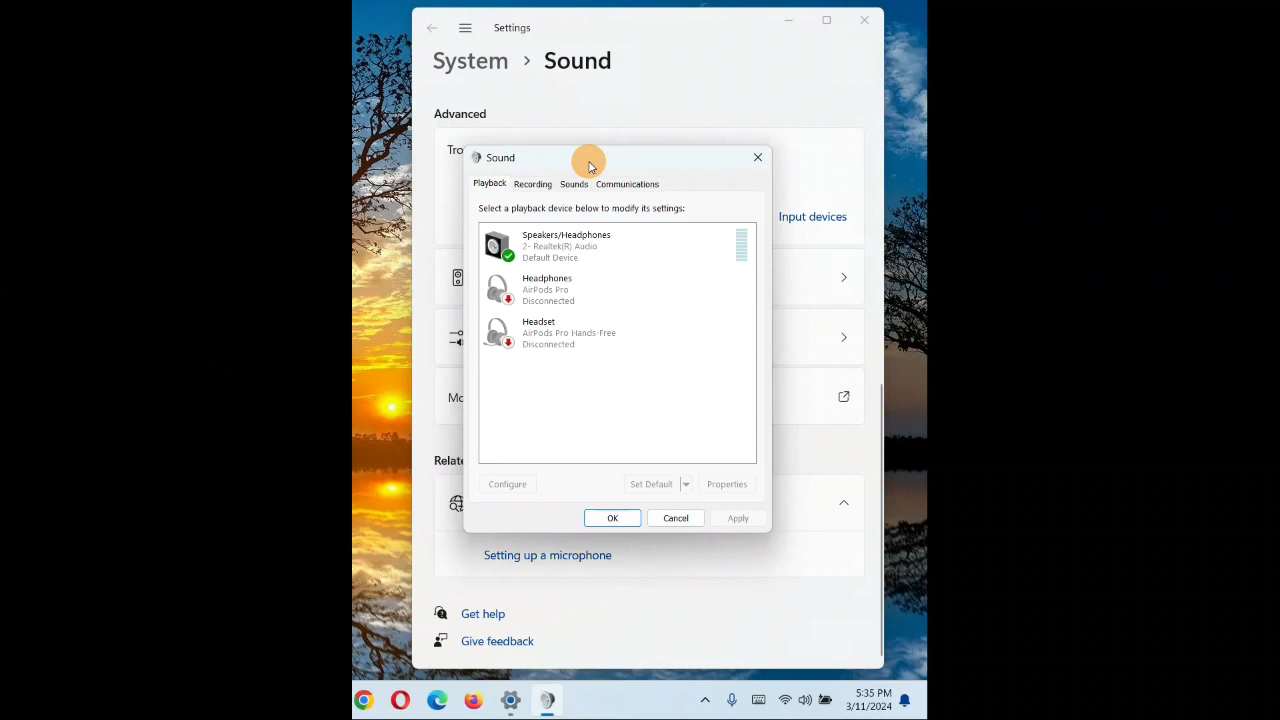 Settings
System > Sound
Advanced
Tro
Input devices
Sound
Playback Recording Sounds Communications
Select a playback device below to modify its settings:
Speakers/Headphones
2- Realtek(R) Audio
Default Device
Headphones
AirPods Pro
Disconnected
Headset
AirPods Pro Hands-Free
Disconnected
Mo
Configure Set Default Properties
OK Cancel Apply
Relate
Setting up a microphone
Get help
Give feedback
5:35 PM
3/11/2024